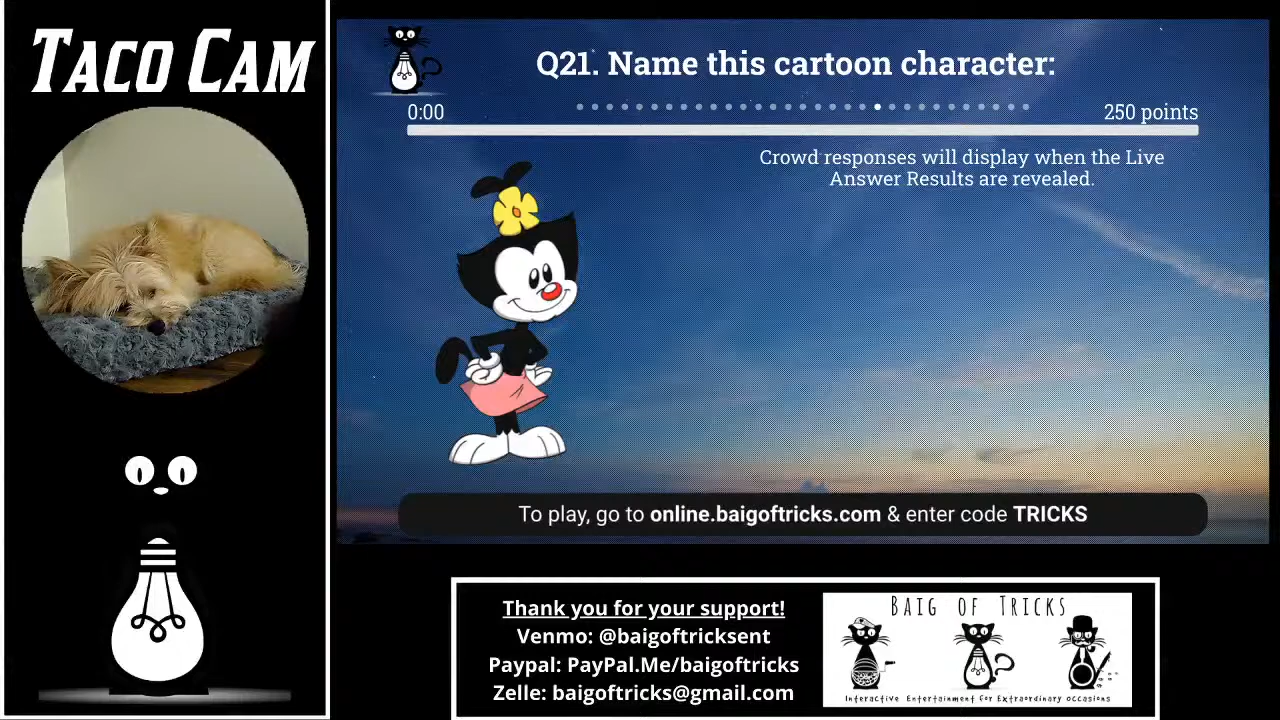 TACO CAM
Q21. Name this cartoon character:
0:00
250 points
Crowd responses will display when the Live
Answer Results are revealed.
To play, go to online.baigoftricks.com & enter code TRICKS
Thank you for your support!
Venmo: @baigoftricksent
Paypal: PayPal.Me/baigoftricks
Zelle: baigoftricks@gmail.com
BAIG OF TRICKS
Interactive Entertainment for Extraordinary occasions